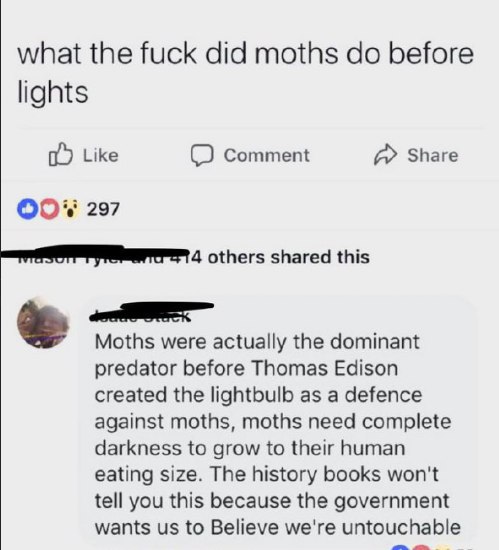 what the fuck did moths do before
lights
Like Comment Share
297
414 others shared this
Moths were actually the dominant
predator before Thomas Edison
created the lightbulb as a defence
against moths, moths need complete
darkness to grow to their human
eating size. The history books won't
tell you this because the government
wants us to Believe we're untouchable